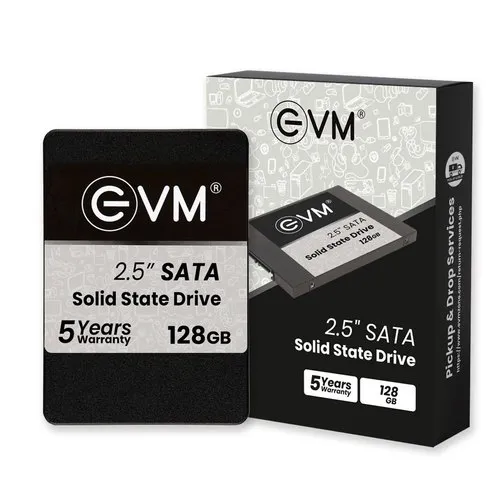 EVM®
2.5" SATA
Solid State Drive
5 Years Warranty 128GB
EVM®
EVM®
2.5" SATA
Solid State Drive
128GB
2.5" SATA
Solid State Drive
5 Years Warranty 128 GB
Pickup & Drop Services